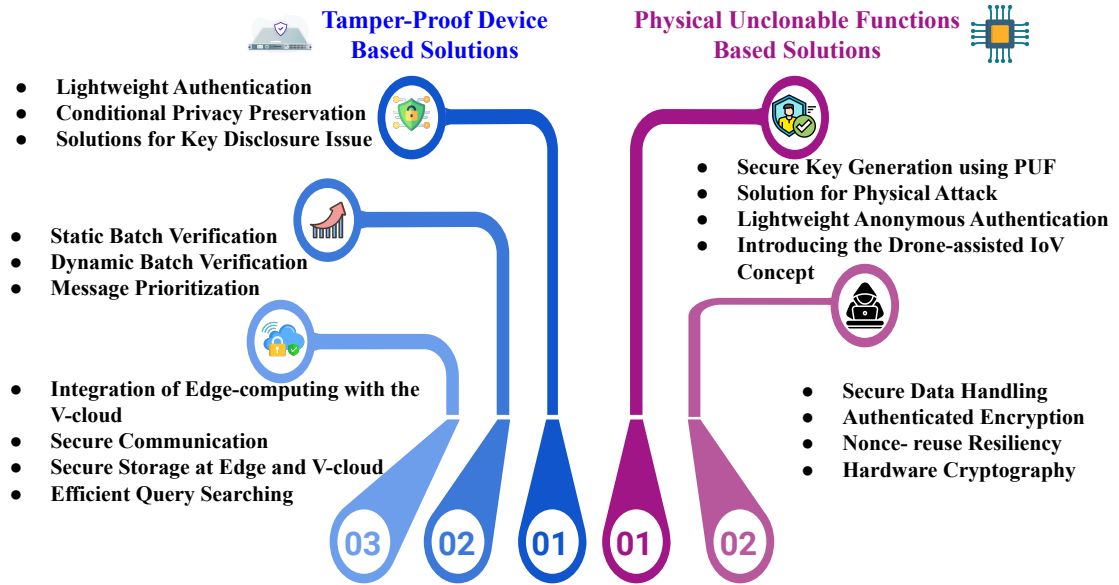 Tamper-Proof Device
Based Solutions
● Lightweight Authentication
● Conditional Privacy Preservation
● Solutions for Key Disclosure Issue
● Static Batch Verification
● Dynamic Batch Verification
● Message Prioritization
● Integration of Edge-computing with the
V-cloud
● Secure Communication
● Secure Storage at Edge and V-cloud
● Efficient Query Searching
03
02
01
Physical Unclonable Functions
Based Solutions
● Secure Key Generation using PUF
● Solution for Physical Attack
● Lightweight Anonymous Authentication
● Introducing the Drone-assisted IoV
Concept
● Secure Data Handling
● Authenticated Encryption
● Nonce- reuse Resiliency
● Hardware Cryptography
01
02